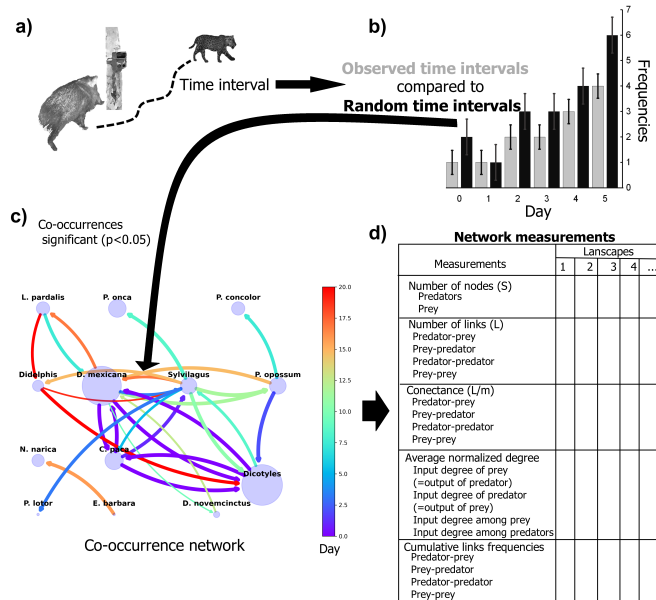 a)
Time interval
b)
Observed time intervals
compared to
Random time intervals
7
6
5
4
3
2
1
0
Frequencies
0 1 2 3 4 5
Day
c)
Co-occurrences
significant (p<0.05)
L. pardalis P. onca P. concolor
Didelphis D. mexicana Sylvilagus P. opossum
N. narica C. paca Dicotyles
P. lotor E. barbara D. novemcinctus
Co-occurrence network
20.0
17.5
15.0
12.5
10.0
7.5
5.0
2.5
0.0
Day
d)
Network measurements
Measurements
Lanscapes
1 2 3 4 ...
Number of nodes (S)
Predators
Prey
Number of links (L)
Predator-prey
Prey-predator
Predator-predator
Prey-prey
Conectance (L/m)
Predator-prey
Prey-predator
Predator-predator
Prey-prey
Average normalized degree
Input degree of prey
(=output of predator)
Input degree of predator
(=output of prey)
Input degree among prey
Input degree among predators
Cumulative links frequencies
Predator-prey
Prey-predator
Predator-predator
Prey-prey